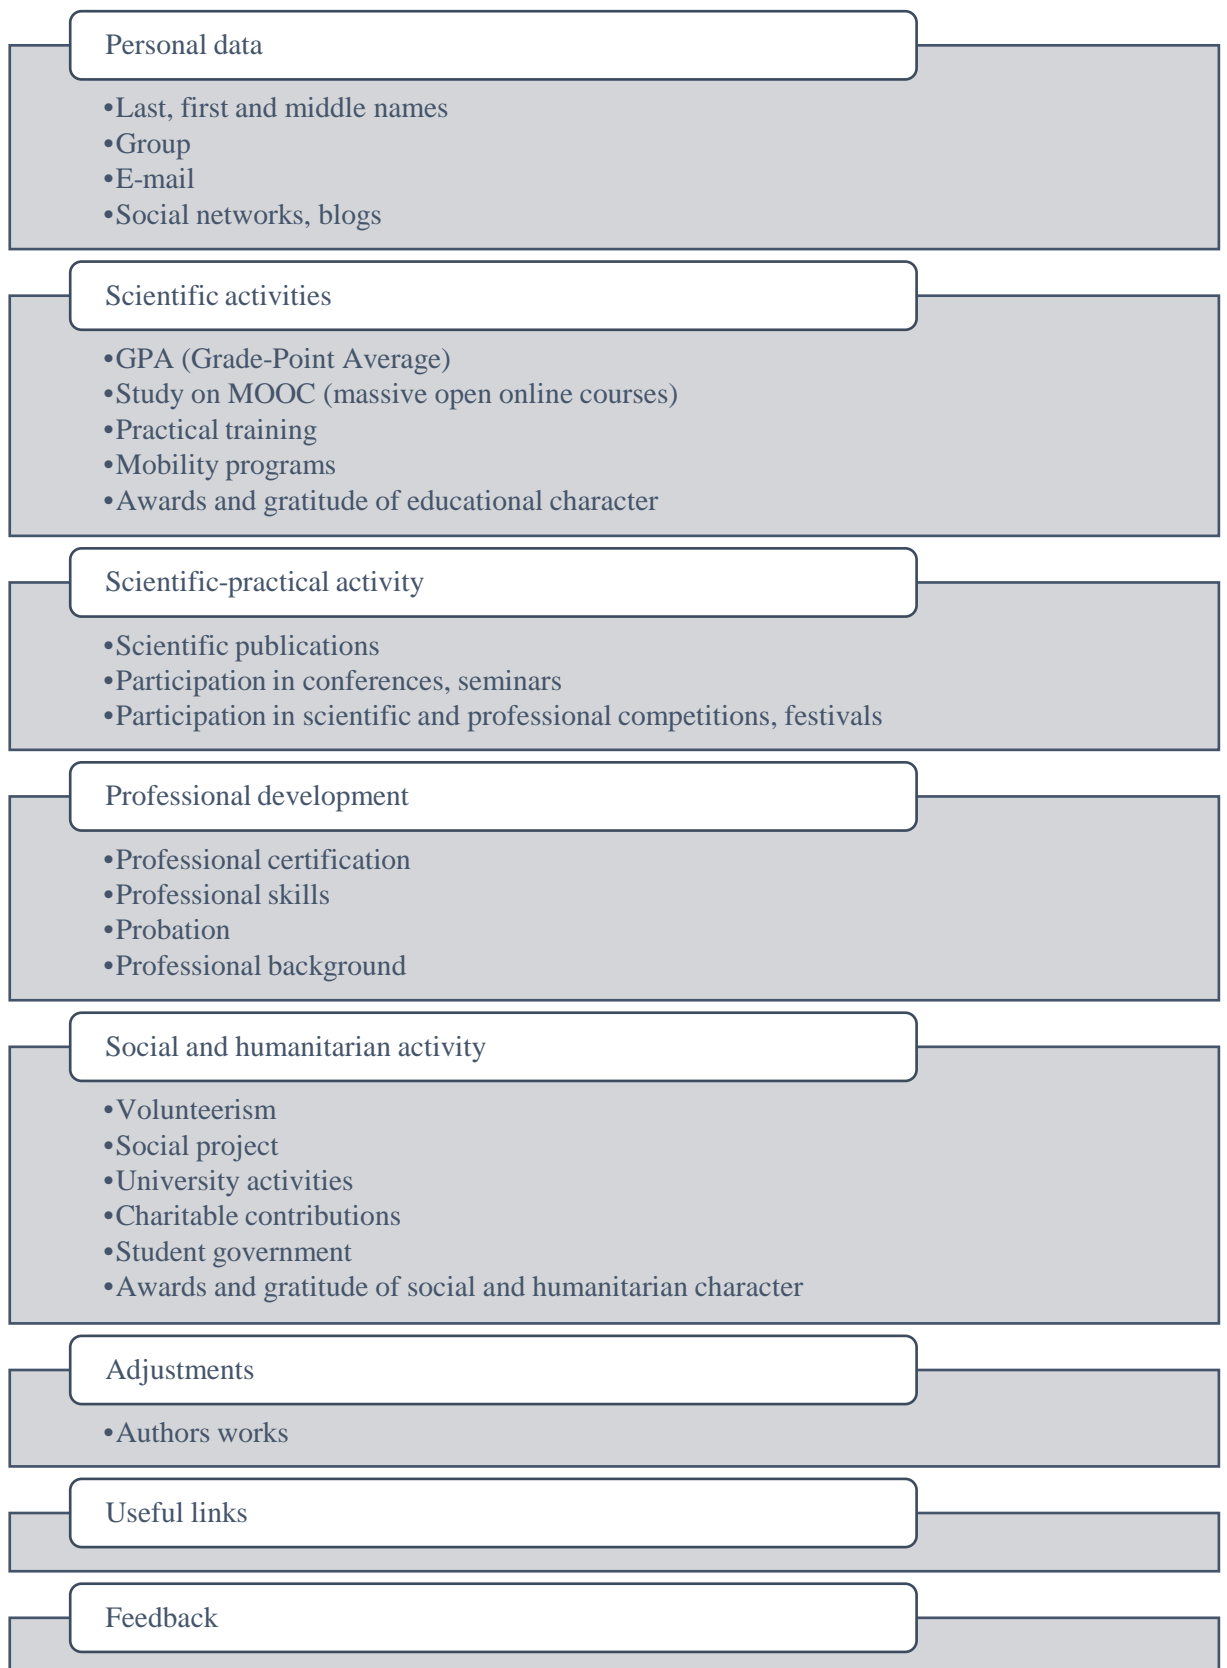 Personal data
•Last, first and middle names
•Group
•E-mail
•Social networks, blogs
Scientific activities
•GPA (Grade-Point Average)
•Study on MOOC (massive open online courses)
•Practical training
•Mobility programs
•Awards and gratitude of educational character
Scientific-practical activity
•Scientific publications
•Participation in conferences, seminars
•Participation in scientific and professional competitions, festivals
Professional development
•Professional certification
•Professional skills
•Probation
•Professional background
Social and humanitarian activity
•Volunteerism
•Social project
•University activities
•Charitable contributions
•Student government
•Awards and gratitude of social and humanitarian character
Adjustments
•Authors works
Useful links
Feedback